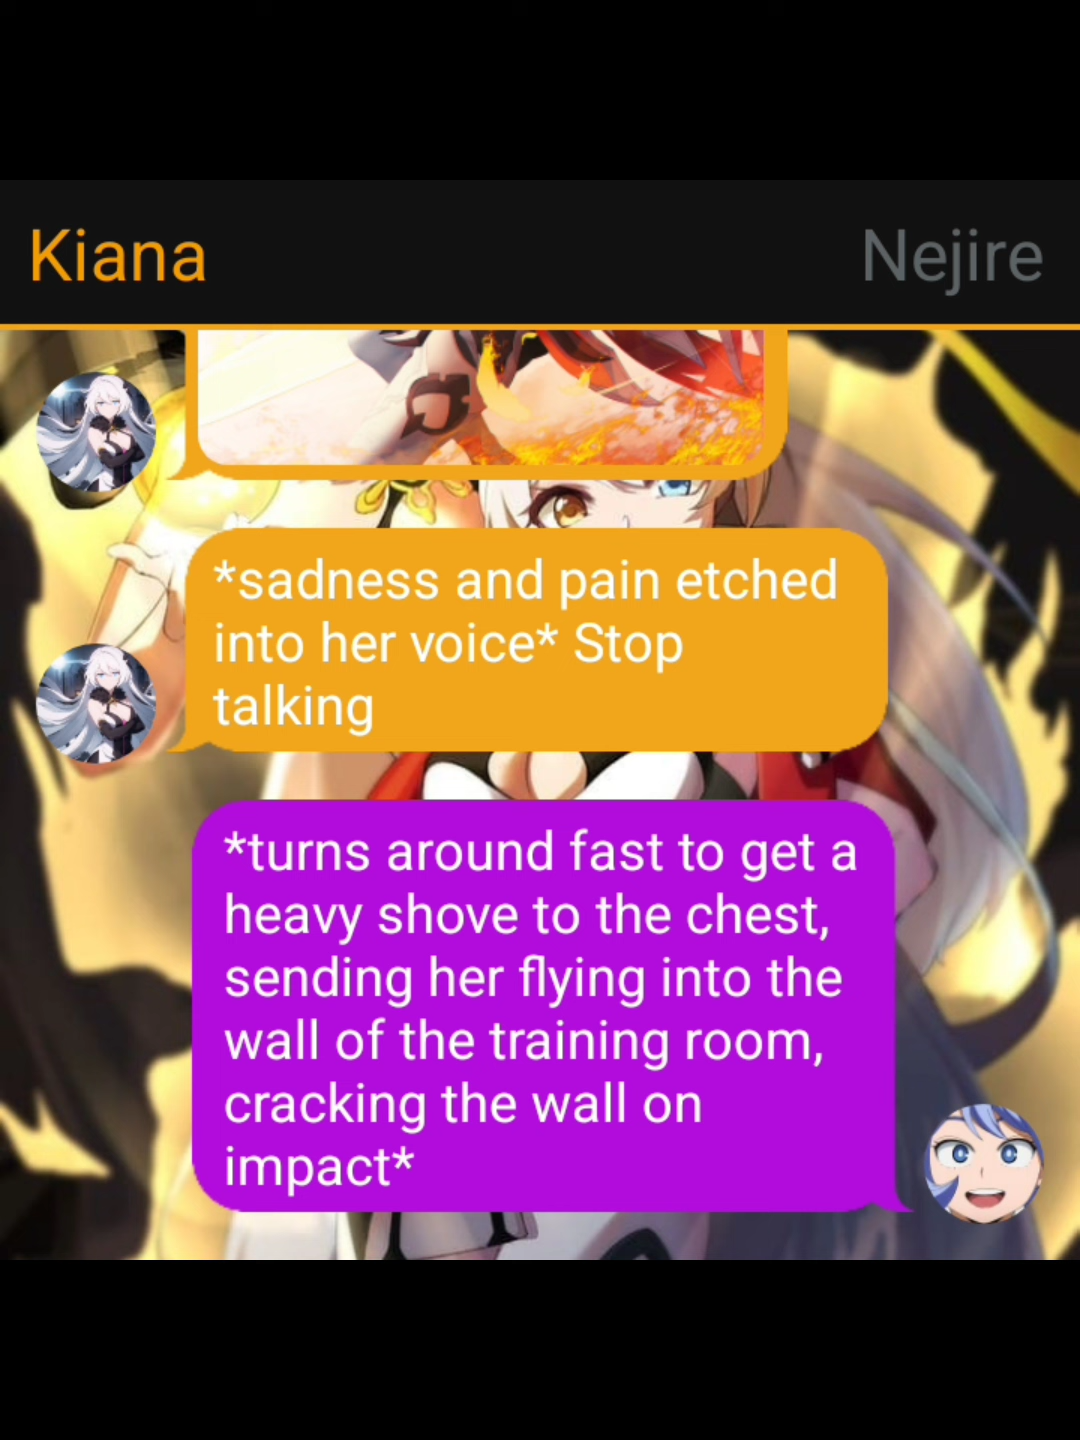 Kiana
Nejire
*sadness and pain etched
into her voice* Stop
talking
*turns around fast to get a
heavy shove to the chest,
sending her flying into the
wall of the training room,
cracking the wall on
impact*